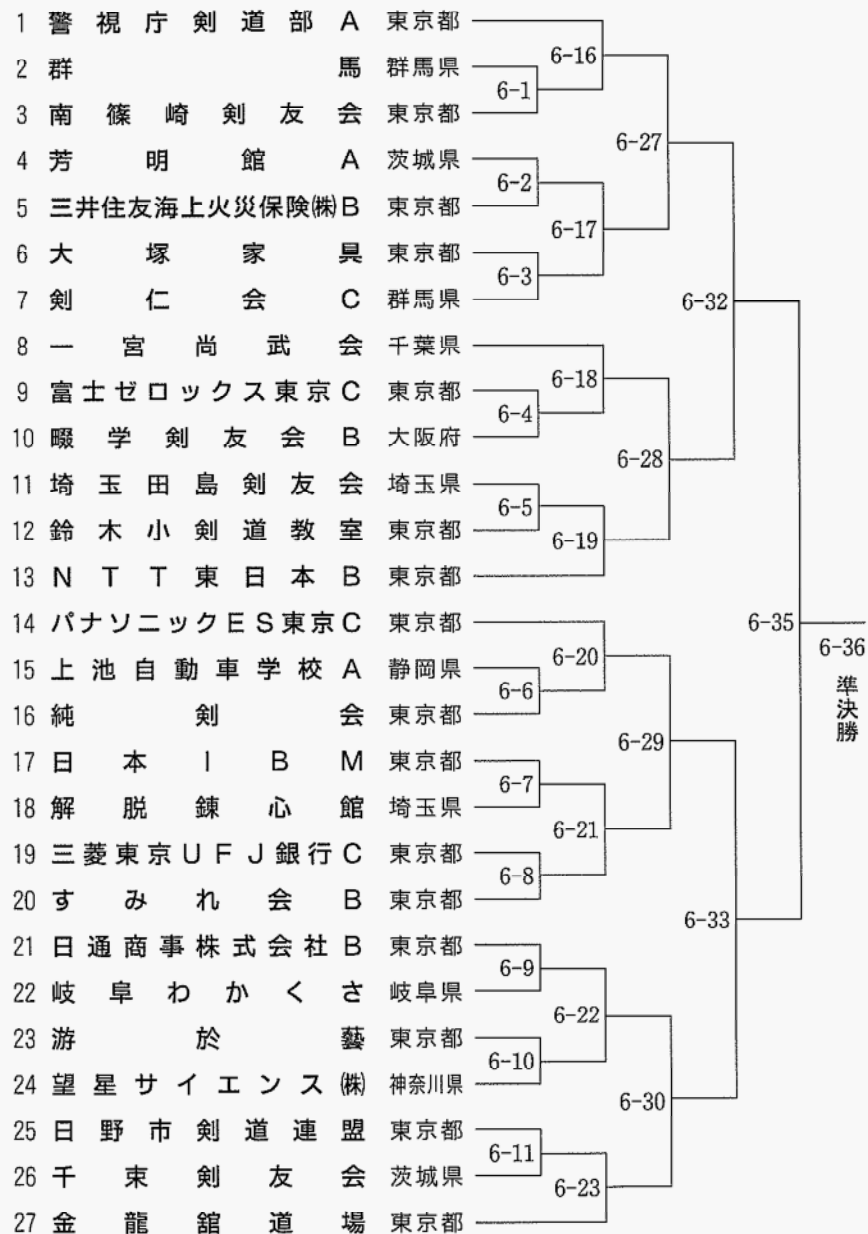 1 警視庁剣道部A 東京都
2 群馬 群馬県
3 南篠崎剣友会 東京都
4 芳明館A 茨城県
5 三井住友海上火災保険㈱B 東京都
6 大塚家具 東京都
7 剣仁会C 群馬県
8 一宮尚武会 千葉県
9 富士ゼロックス東京C 東京都
10 畷学剣友会B 大阪府
11 埼玉田島剣友会 埼玉県
12 鈴木小剣道教室 東京都
13 NTT東日本B 東京都
14 パナソニックES東京C 東京都
15 上池自動車学校A 静岡県
16 純剣会 東京都
17 日本IBM 東京都
18 解脱錬心館 埼玉県
19 三菱東京UFJ銀行C 東京都
20 すみれ会B 東京都
21 日通商事株式会社B 東京都
22 岐阜わかくさ 岐阜県
23 游於藝 東京都
24 望星サイエンス㈱ 神奈川県
25 日野市剣道連盟 東京都
26 千束剣友会 茨城県
27 金龍舘道場 東京都
6-1
6-2
6-3
6-4
6-5
6-6
6-7
6-8
6-9
6-10
6-11
6-16
6-17
6-18
6-19
6-20
6-21
6-22
6-23
6-27
6-28
6-29
6-30
6-32
6-33
6-35
6-36
準決勝